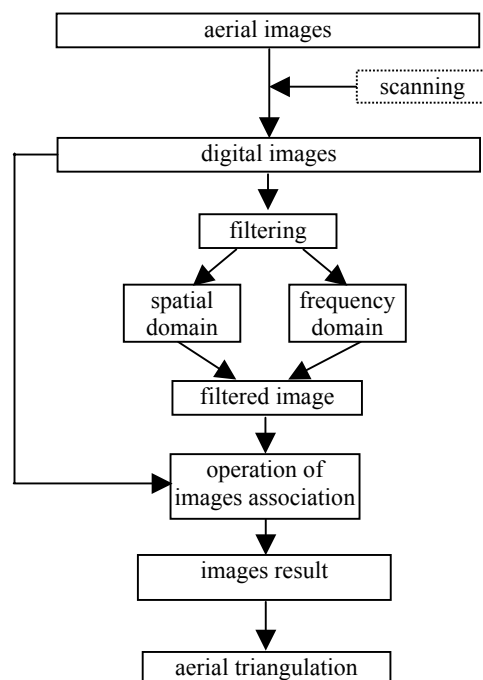 aerial images
scanning
digital images
filtering
spatial
domain
frequency
domain
filtered image
operation of
images association
images result
aerial triangulation